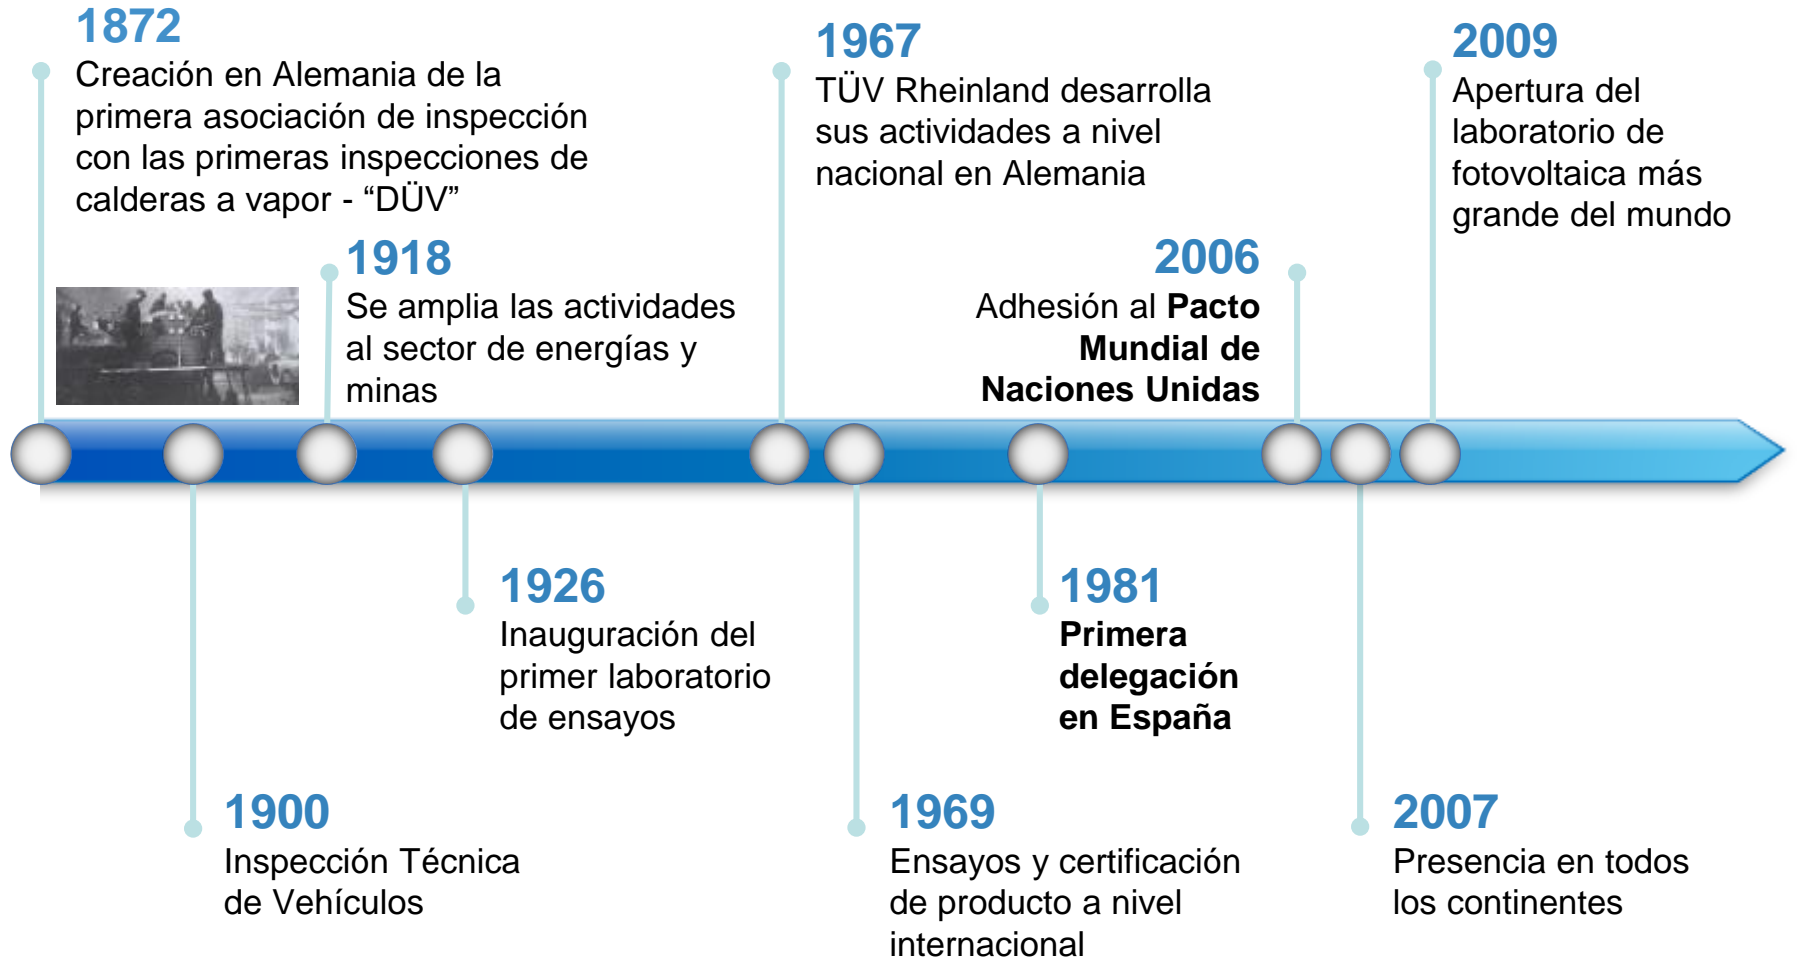 1872
Creación en Alemania de la
primera asociación de inspección
con las primeras inspecciones de
calderas a vapor - “DÜV”
1900
Inspección Técnica
de Vehículos
1918
Se amplia las actividades
al sector de energías y
minas
1926
Inauguración del
primer laboratorio
de ensayos
1967
TÜV Rheinland desarrolla
sus actividades a nivel
nacional en Alemania
1969
Ensayos y certificación
de producto a nivel
internacional
1981
Primera
delegación
en España
2006
Adhesión al Pacto
Mundial de
Naciones Unidas
2007
Presencia en todos
los continentes
2009
Apertura del
laboratorio de
fotovoltaica más
grande del mundo